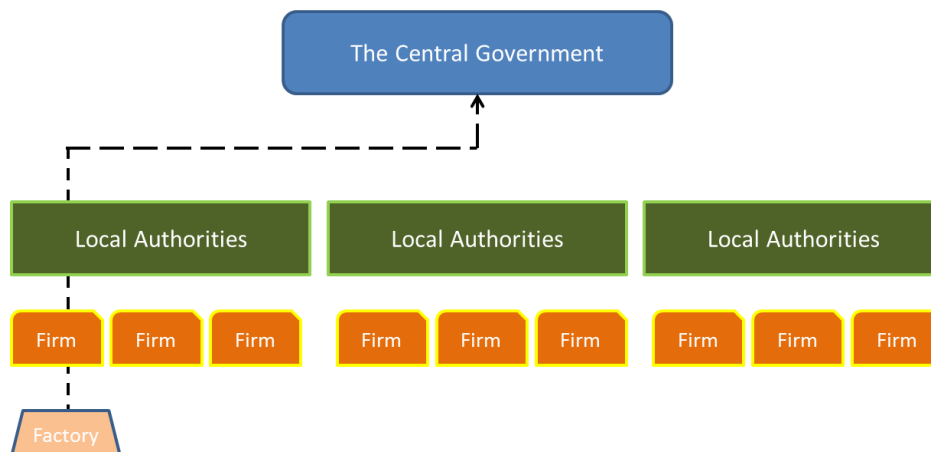 The Central Government
Local Authorities Local Authorities Local Authorities
Firm Firm Firm Firm Firm Firm Firm Firm Firm
Factory